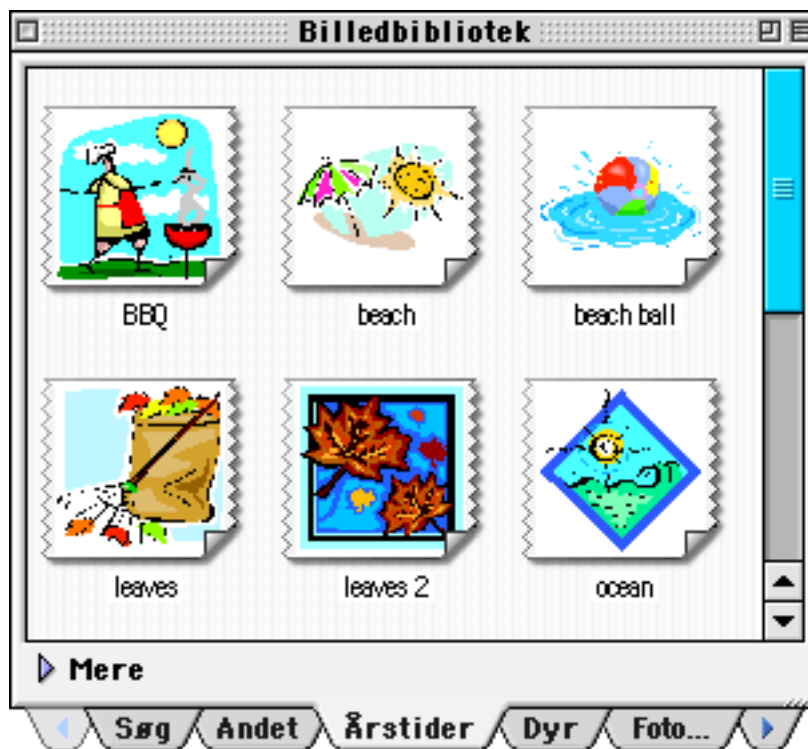 Billedbibliotek
BBQ
beach
beach ball
leaves
leaves 2
ocean
Mere
Søg
Andet
Årstider
Dyr
Foto...